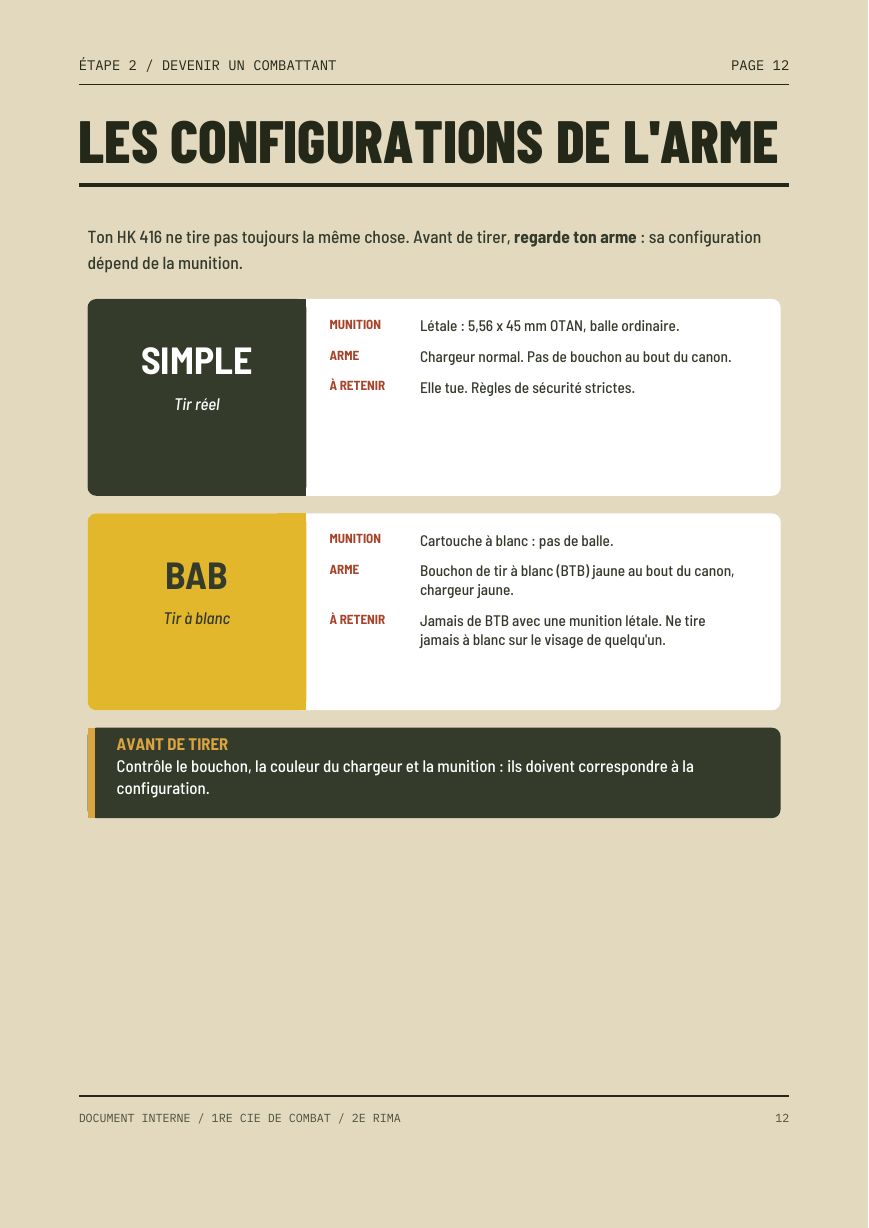 ÉTAPE 2 / DEVENIR UN COMBATTANT
PAGE 12
LES CONFIGURATIONS DE L'ARME
Ton HK 416 ne tire pas toujours la même chose. Avant de tirer, regarde ton arme : sa configuration
dépend de la munition.
SIMPLE
Tir réel
MUNITION
Létale : 5,56 x 45 mm OTAN, balle ordinaire.
ARME
Chargeur normal. Pas de bouchon au bout du canon.
À RETENIR
Elle tue. Règles de sécurité strictes.
BAB
Tir à blanc
MUNITION
Cartouche à blanc : pas de balle.
ARME
Bouchon de tir à blanc (BTB) jaune au bout du canon,
chargeur jaune.
À RETENIR
Jamais de BTB avec une munition létale. Ne tire
jamais à blanc sur le visage de quelqu'un.
AVANT DE TIRER
Contrôle le bouchon, la couleur du chargeur et la munition : ils doivent correspondre à la
configuration.
DOCUMENT INTERNE / 1RE CIE DE COMBAT / 2E RIMA
12